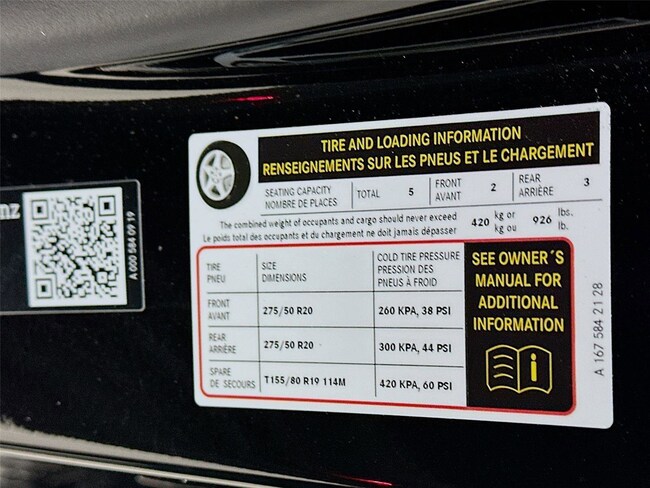 nz
A 000 584 09 19
TIRE AND LOADING INFORMATION
RENSEIGNEMENTS SUR LES PNEUS ET LE CHARGEMENT
SEATING CAPACITY
NOMBRE DE PLACES
TOTAL 5
FRONT
AVANT
2
REAR
ARRIÈRE
3
The combined weight of occupants and cargo should never exceed
Le poids total des occupants et du chargement ne doit jamais dépasser
420 kg or
kg ou
926 lbs.
lb.
TIRE
PNEU
SIZE
DIMENSIONS
COLD TIRE PRESSURE
PRESSION DES
PNEUS À FROID
FRONT
AVANT
275/50 R20
260 KPA, 38 PSI
REAR
ARRIÈRE
275/50 R20
300 KPA, 44 PSI
SPARE
DE SECOURS
T155/80 R19 114M
420 KPA, 60 PSI
SEE OWNER´S
MANUAL FOR
ADDITIONAL
INFORMATION
A 167 584 21 28